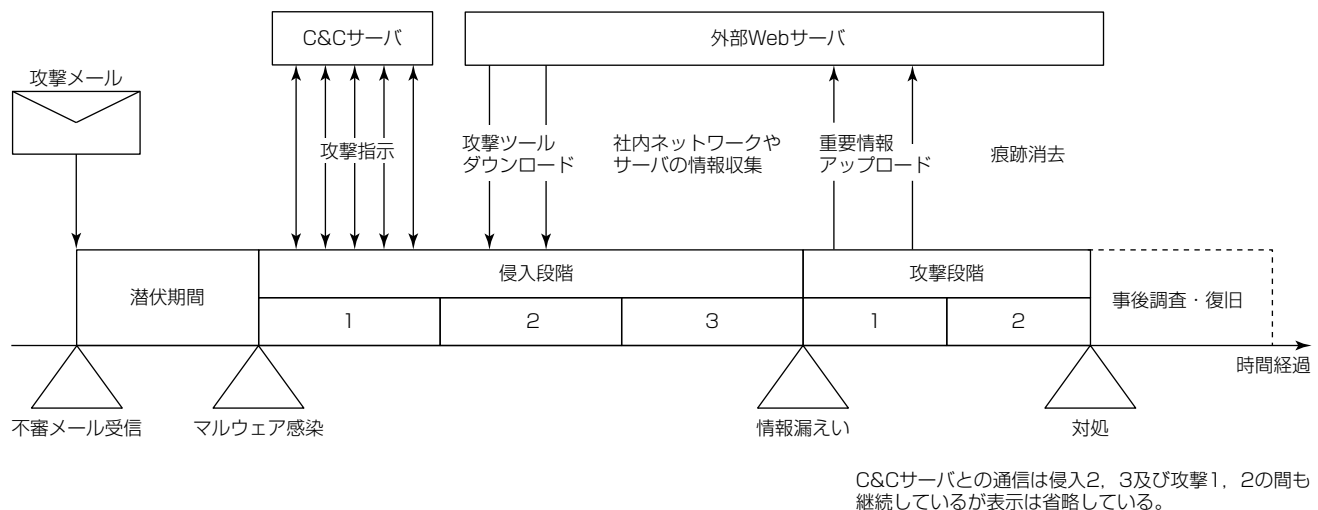 C&Cサーバ
外部Webサーバ
攻撃メール
攻撃指示
攻撃ツール
ダウンロード
社内ネットワークや
サーバの情報収集
重要情報
アップロード
痕跡消去
潜伏期間
侵入段階
攻撃段階
事後調査・復旧
1
2
3
1
2
時間経過
不審メール受信
マルウェア感染
情報漏えい
対処
C&Cサーバとの通信は侵入2，3及び攻撃1，2の間も
継続しているが表示は省略している。